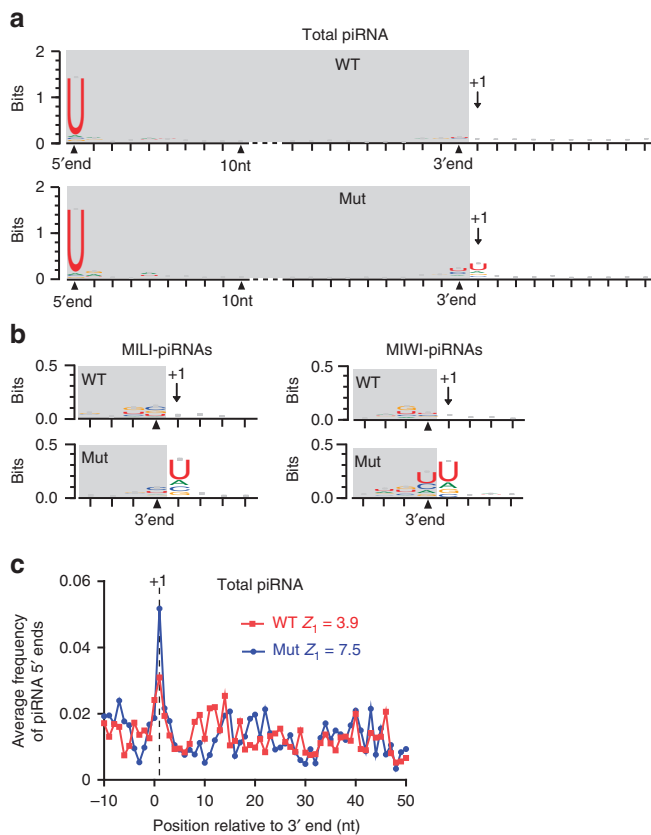 a
Total piRNA
WT
Bits
2
1
0
U
+1
5′end
10nt
3′end
Mut
Bits
2
1
0
U
U
U
+1
5′end
10nt
3′end
b
MILI-piRNAs
MIWI-piRNAs
WT
Bits
0.5
0.0
+1
WT
Bits
0.5
0.0
+1
Mut
Bits
0.5
0.0
U
A
3′end
Mut
Bits
0.5
0.0
U
U
A
3′end
c
+1
Total piRNA
WT Z1 = 3.9
Mut Z1 = 7.5
Average frequency
of piRNA 5′ ends
0.06
0.04
0.02
0
−10 0 10 20 30 40 50
Position relative to 3′ end (nt)